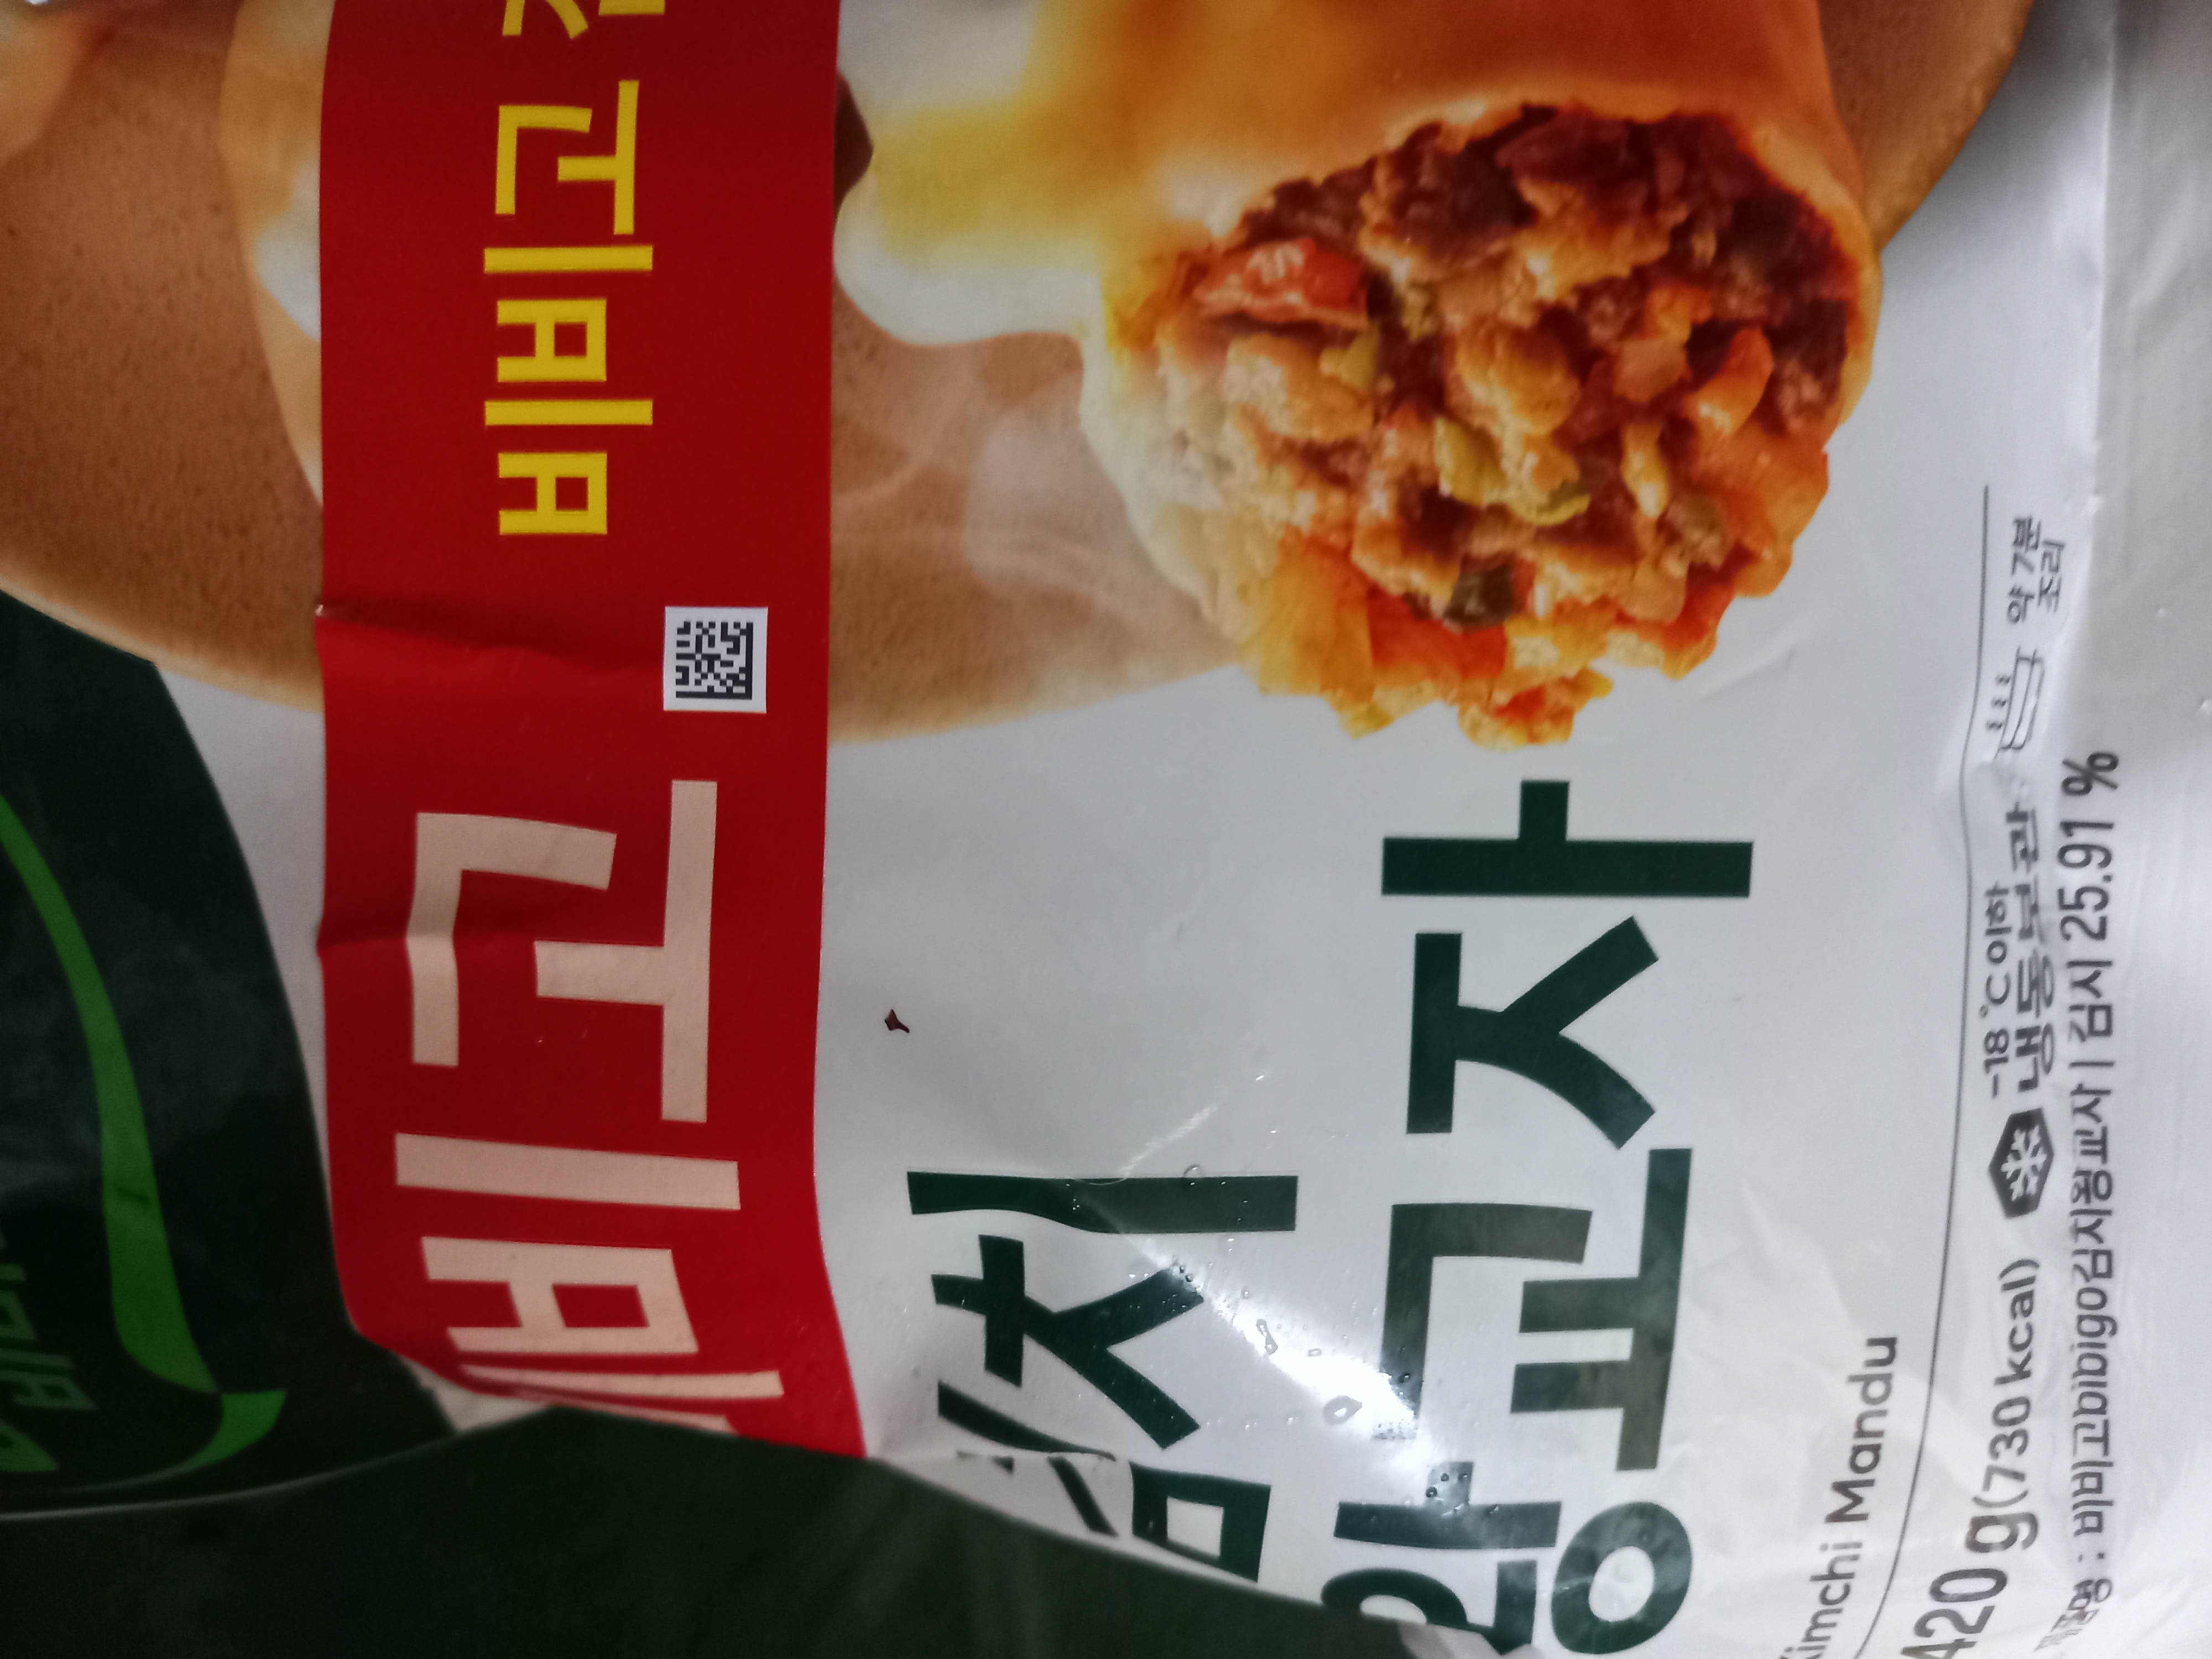 비비고
비비고
김치
왕교자
Kimchi Mandu
420 g(730 kcal)
-18℃이하
냉동보관
약 7분
조리
제품명 : 비비고bibigo김치왕교자 | 김치 25.91 %